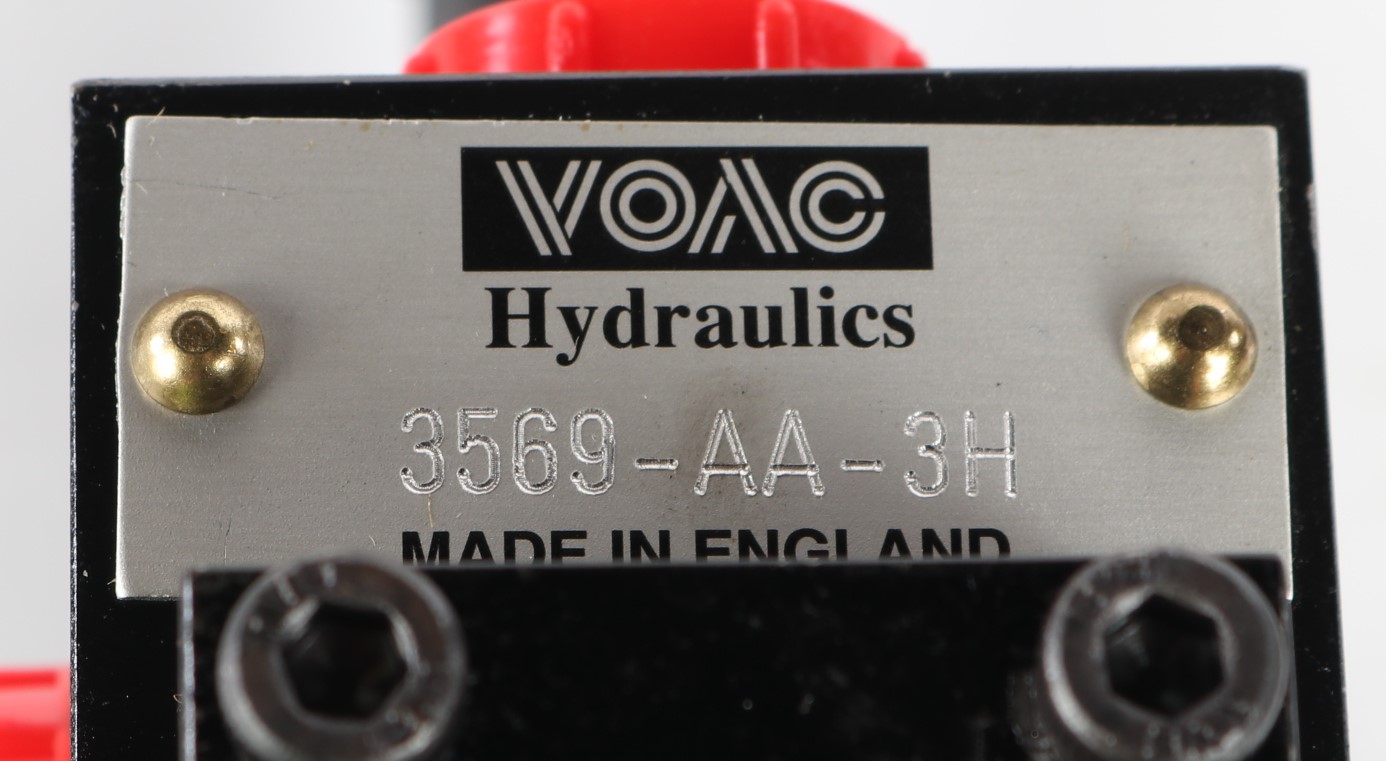 VOAC
Hydraulics
3569-AA-3H
MADE IN ENGLAND